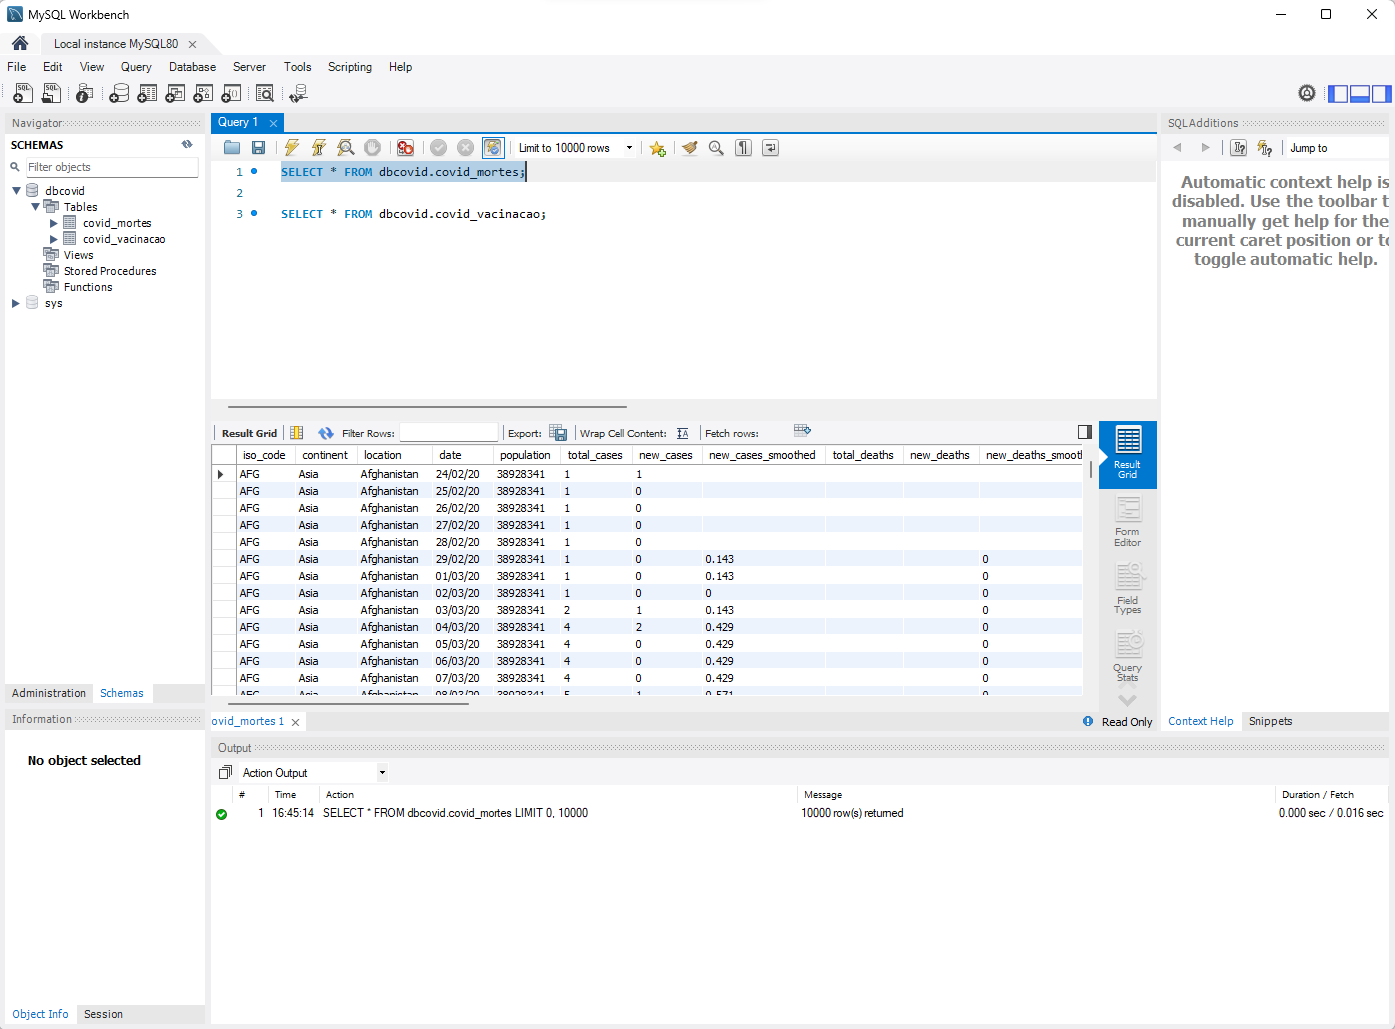 MySQL Workbench
Local instance MySQL80
File Edit View Query Database Server Tools Scripting Help
Navigator
SCHEMAS
Filter objects
dbcovid
Tables
covid_mortes
covid_vacinacao
Views
Stored Procedures
Functions
sys
Administration Schemas
Information
No object selected
Object Info Session
Query 1
Limit to 10000 rows
1 SELECT * FROM dbcovid.covid_mortes;
2
3 SELECT * FROM dbcovid.covid_vacinacao;
Result Grid Filter Rows: Export: Wrap Cell Content: Fetch rows:
iso_code continent location date population total_cases new_cases new_cases_smoothed total_deaths new_deaths new_deaths_smooth
AFG Asia Afghanistan 24/02/20 38928341 1 1
AFG Asia Afghanistan 25/02/20 38928341 1 0
AFG Asia Afghanistan 26/02/20 38928341 1 0
AFG Asia Afghanistan 27/02/20 38928341 1 0
AFG Asia Afghanistan 28/02/20 38928341 1 0
AFG Asia Afghanistan 29/02/20 38928341 1 0 0.143 0
AFG Asia Afghanistan 01/03/20 38928341 1 0 0.143 0
AFG Asia Afghanistan 02/03/20 38928341 1 0 0 0
AFG Asia Afghanistan 03/03/20 38928341 2 1 0.143 0
AFG Asia Afghanistan 04/03/20 38928341 4 2 0.429 0
AFG Asia Afghanistan 05/03/20 38928341 4 0 0.429 0
AFG Asia Afghanistan 06/03/20 38928341 4 0 0.429 0
AFG Asia Afghanistan 07/03/20 38928341 4 0 0.429 0
AFG Asia Afghanistan 08/03/20 38928341 5 1 0.571 0
Result
Grid
Form
Editor
Field
Types
Query
Stats
ovid_mortes 1
Read Only
SQLAdditions
Jump to
Automatic context help is
disabled. Use the toolbar t
manually get help for the
current caret position or to
toggle automatic help.
Context Help Snippets
Output
Action Output
# Time Action Message Duration / Fetch
1 16:45:14 SELECT * FROM dbcovid.covid_mortes LIMIT 0, 10000 10000 row(s) returned 0.000 sec / 0.016 sec